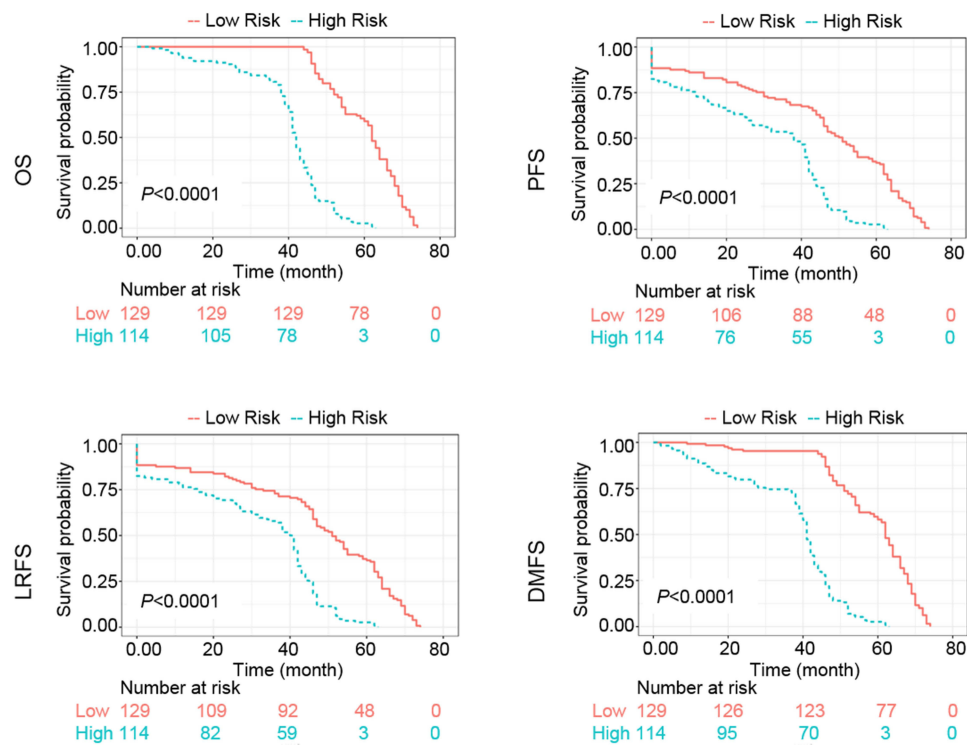 -- Low Risk -- High Risk
OS
Survival probability
1.00
0.75
0.50
0.25
0.00
P<0.0001
0.00 20 40 60 80
Time (month)
Number at risk
Low 129 129 129 78 0
High 114 105 78 3 0
-- Low Risk -- High Risk
PFS
Survival probability
1.00
0.75
0.50
0.25
0.00
P<0.0001
0.00 20 40 60 80
Time (month)
Number at risk
Low 129 106 88 48 0
High 114 76 55 3 0
-- Low Risk -- High Risk
LRFS
Survival probability
1.00
0.75
0.50
0.25
0.00
P<0.0001
0.00 20 40 60 80
Time (month)
Number at risk
Low 129 109 92 48 0
High 114 82 59 3 0
-- Low Risk -- High Risk
DMFS
Survival probability
1.00
0.75
0.50
0.25
0.00
P<0.0001
0.00 20 40 60 80
Time (month)
Number at risk
Low 129 126 123 77 0
High 114 95 70 3 0